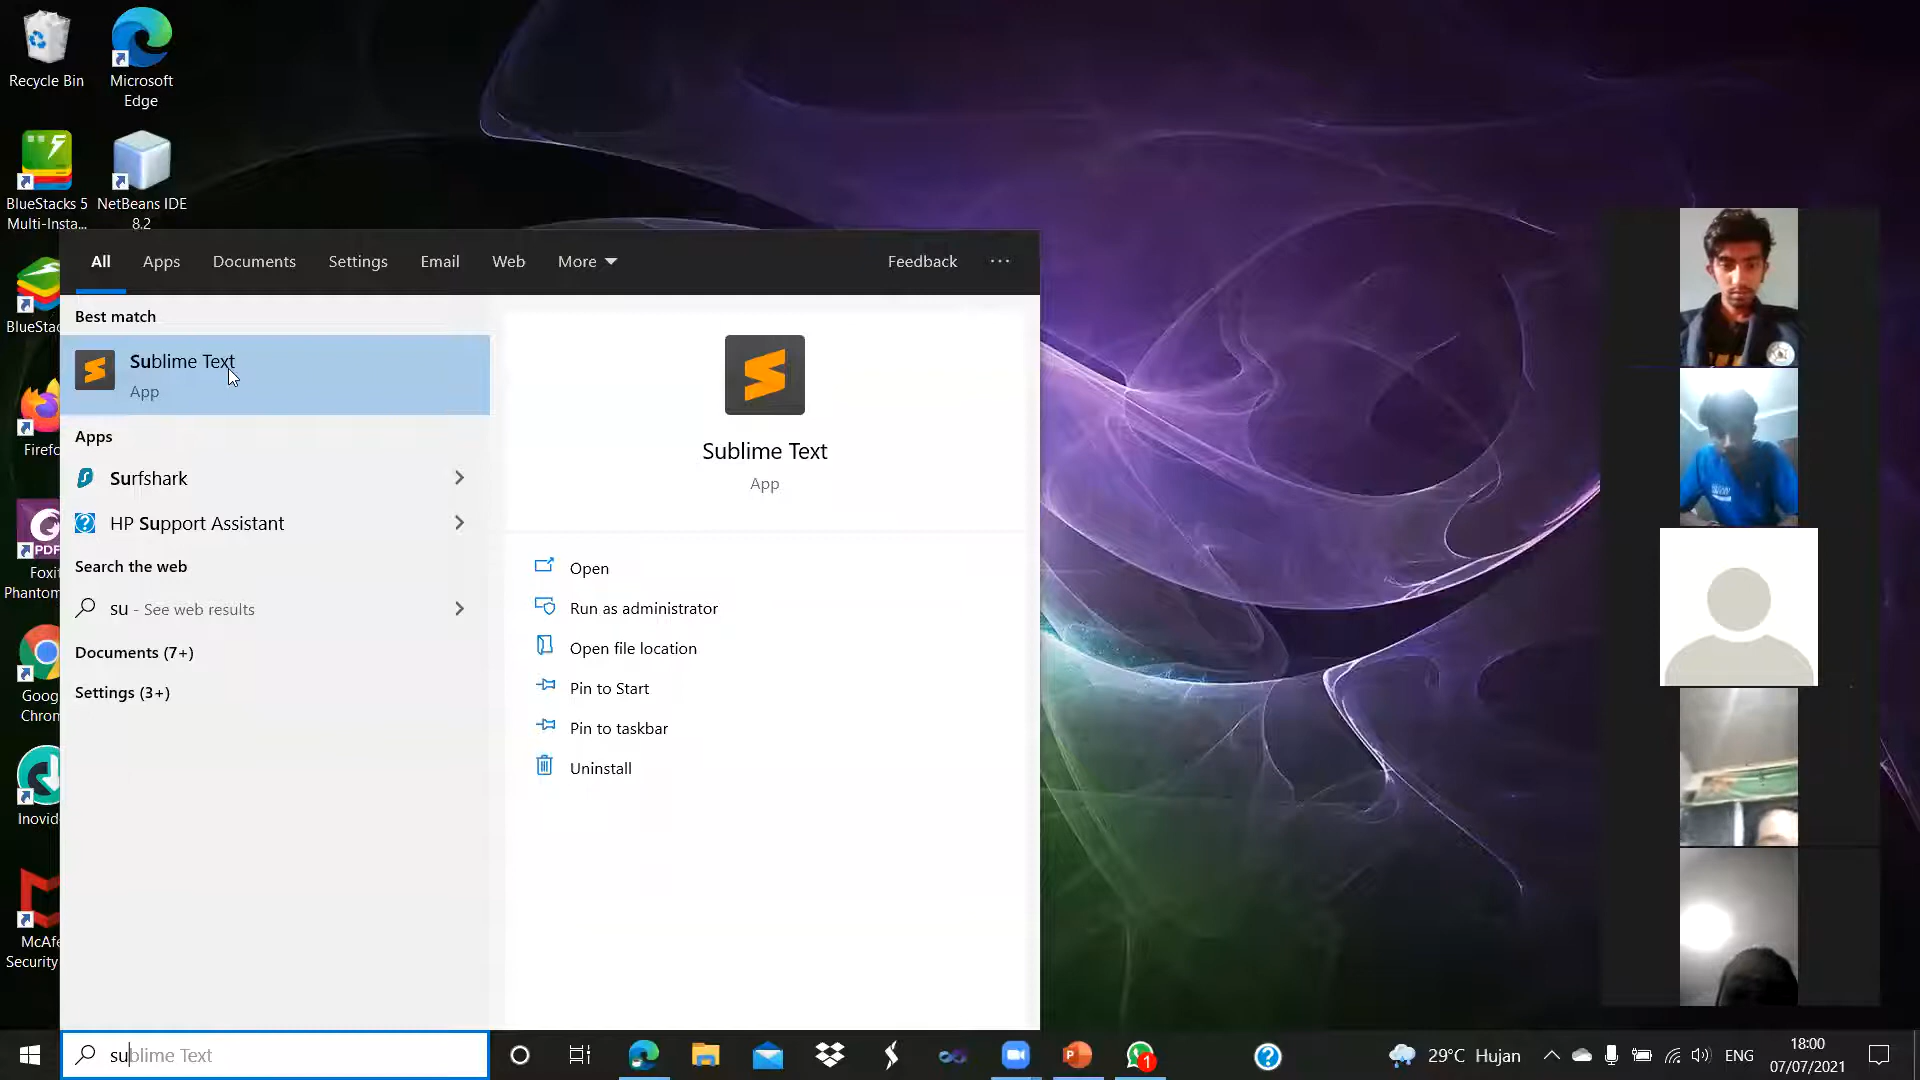 Recycle Bin
Microsoft
Edge
BlueStacks 5
Multi-Insta...
NetBeans IDE
8.2
BlueStac
Firefo
PDF
Foxit
Phantom
Goog
Chrom
Inovid
McAfe
Security
All
Apps
Documents
Settings
Email
Web
More
Feedback
Best match
Sublime Text
App
Apps
Surfshark
HP Support Assistant
Search the web
su - See web results
Documents (7+)
Settings (3+)
Sublime Text
App
Open
Run as administrator
Open file location
Pin to Start
Pin to taskbar
Uninstall
sublime Text
1
29°C Hujan
ENG
18:00
07/07/2021